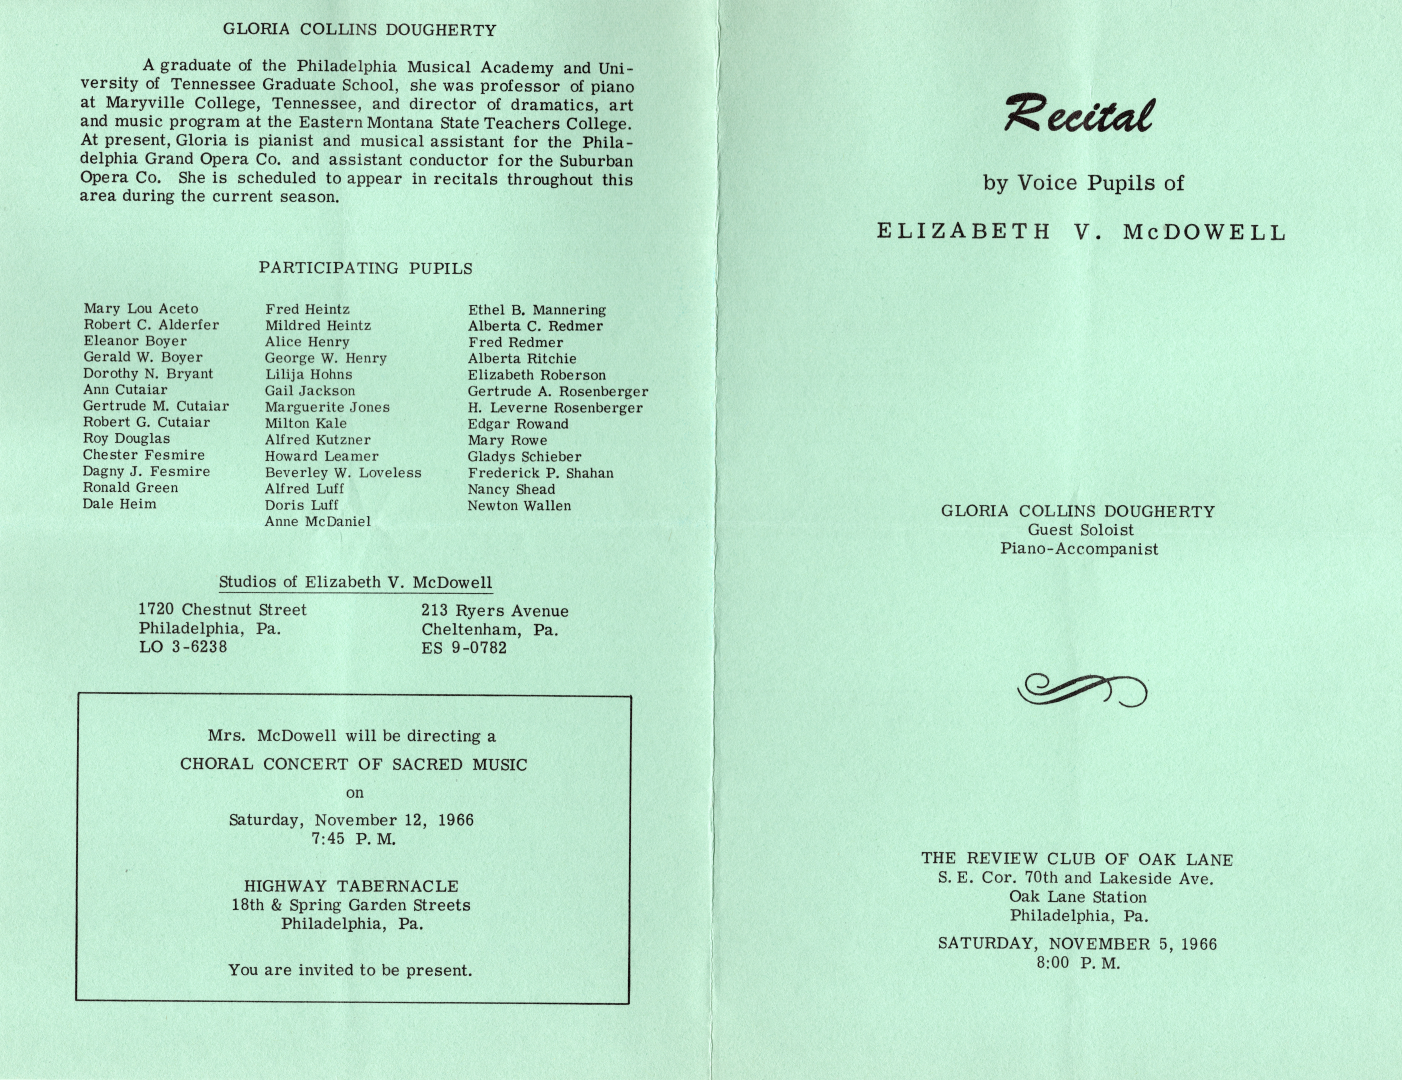 GLORIA COLLINS DOUGHERTY
A graduate of the Philadelphia Musical Academy and Uni-
versity of Tennessee Graduate School, she was professor of piano
at Maryville College, Tennessee, and director of dramatics, art
and music program at the Eastern Montana State Teachers College.
At present, Gloria is pianist and musical assistant for the Phila-
delphia Grand Opera Co. and assistant conductor for the Suburban
Opera Co. She is scheduled to appear in recitals throughout this
area during the current season.
PARTICIPATING PUPILS
Mary Lou Aceto
Robert C. Alderfer
Eleanor Boyer
Gerald W. Boyer
Dorothy N. Bryant
Ann Cutaiar
Gertrude M. Cutaiar
Robert G. Cutaiar
Roy Douglas
Chester Fesmire
Dagny J. Fesmire
Ronald Green
Dale Heim
Fred Heintz
Mildred Heintz
Alice Henry
George W. Henry
Lilija Hohns
Gail Jackson
Marguerite Jones
Milton Kale
Alfred Kutzner
Howard Leamer
Beverley W. Loveless
Alfred Luff
Doris Luff
Anne McDaniel
Ethel B. Mannering
Alberta C. Redmer
Fred Redmer
Alberta Ritchie
Elizabeth Roberson
Gertrude A. Rosenberger
H. Leverne Rosenberger
Edgar Rowand
Mary Rowe
Gladys Schieber
Frederick P. Shahan
Nancy Shead
Newton Wallen
Studios of Elizabeth V. McDowell
1720 Chestnut Street
Philadelphia, Pa.
LO 3-6238
213 Ryers Avenue
Cheltenham, Pa.
ES 9-0782
Mrs. McDowell will be directing a
CHORAL CONCERT OF SACRED MUSIC
on
Saturday, November 12, 1966
7:45 P. M.
HIGHWAY TABERNACLE
18th & Spring Garden Streets
Philadelphia, Pa.
You are invited to be present.
Recital
by Voice Pupils of
ELIZABETH V. McDOWELL
GLORIA COLLINS DOUGHERTY
Guest Soloist
Piano-Accompanist
THE REVIEW CLUB OF OAK LANE
S. E. Cor. 70th and Lakeside Ave.
Oak Lane Station
Philadelphia, Pa.
SATURDAY, NOVEMBER 5, 1966
8:00 P. M.